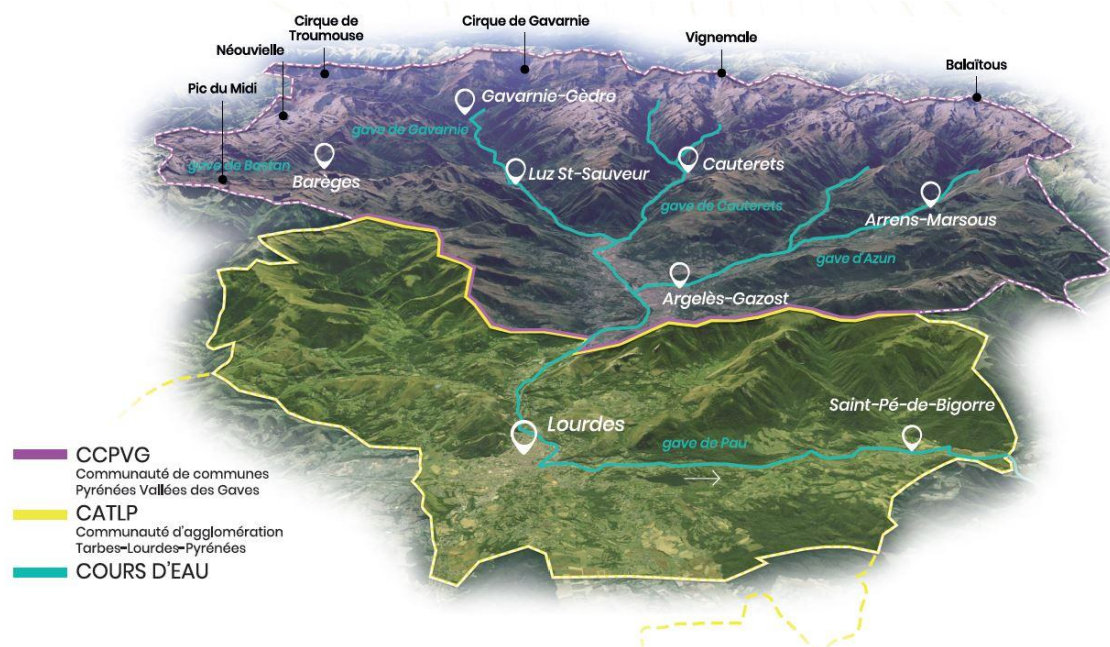 Cirque de
Troumouse
Cirque de Gavarnie
Vignemale
Néouvielle
Balaïtous
Pic du Midi
Gavarnie-Gèdre
gave de Gavarnie
gave de Bastan
Barèges
Luz St-Sauveur
Cauterets
gave de Cauterets
Arrens-Marsous
gave d'Azun
Argelès-Gazost
Saint-Pé-de-Bigorre
Lourdes
gave de Pau
CCPVG
Communauté de communes
Pyrénées Vallées des Gaves
CATLP
Communauté d'agglomération
Tarbes-Lourdes-Pyrénées
COURS D'EAU